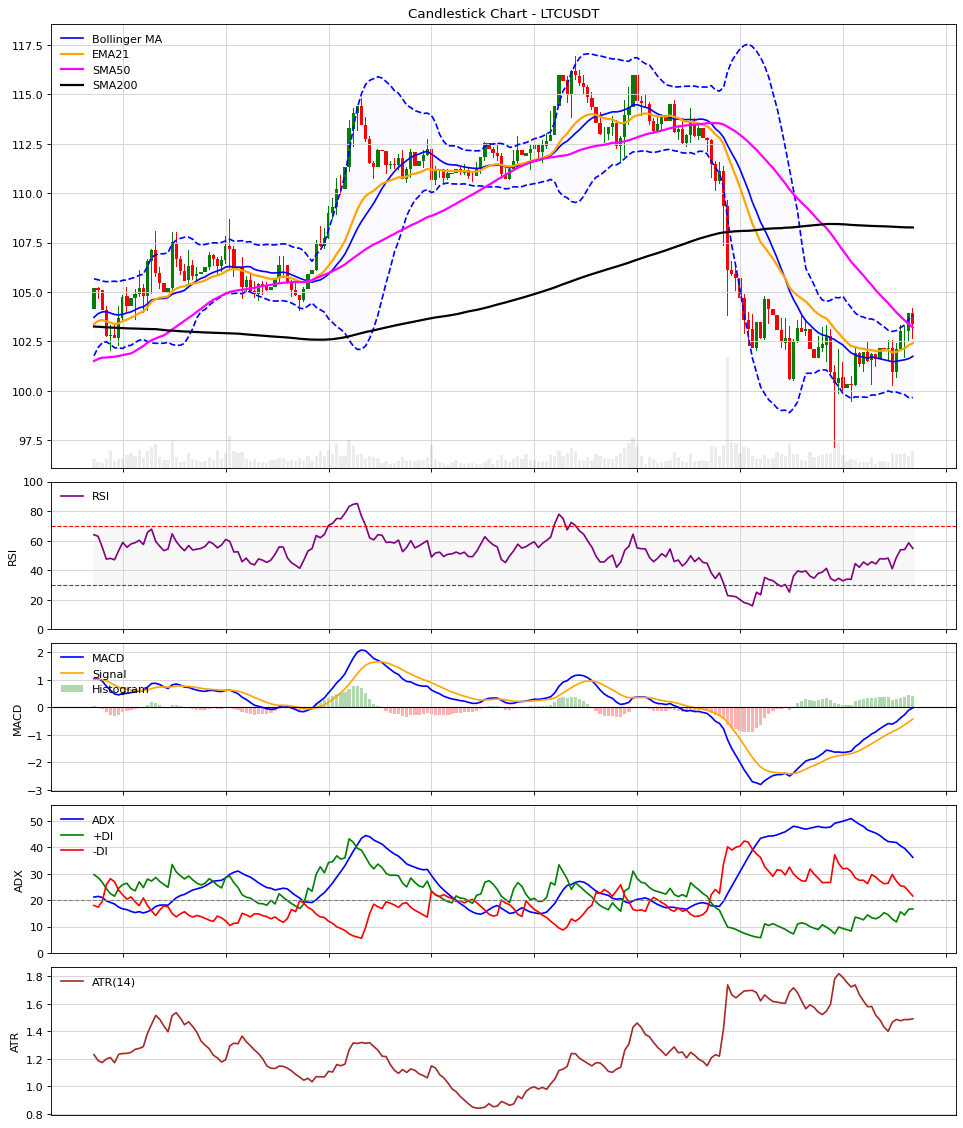 Candlestick Chart - LTCUSDT
Bollinger MA
EMA21
SMA50
SMA200
117.5
115.0
112.5
110.0
107.5
105.0
102.5
100.0
97.5
RSI
RSI
100
80
60
40
20
0
MACD
Signal
Histogram
MACD
2
1
0
−1
−2
−3
ADX
+DI
-DI
ADX
50
40
30
20
10
0
ATR(14)
ATR
1.8
1.6
1.4
1.2
1.0
0.8